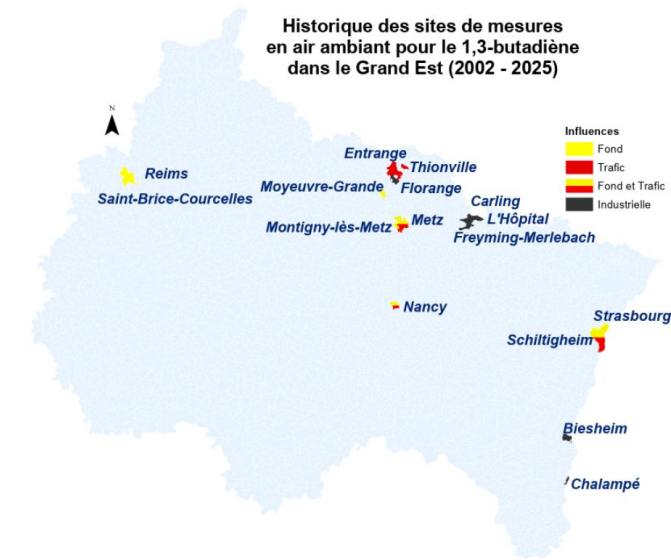 Historique des sites de mesures
en air ambiant pour le 1,3-butadiène
dans le Grand Est (2002 - 2025)
N
Influences
Fond
Trafic
Fond et Trafic
Industrielle
Entrange
Thionville
Reims
Moyeuvre-Grande
Florange
Saint-Brice-Courcelles
Carling
Metz
L'Hôpital
Montigny-lès-Metz
Freyming-Merlebach
Nancy
Strasbourg
Schiltigheim
Biesheim
Chalampé